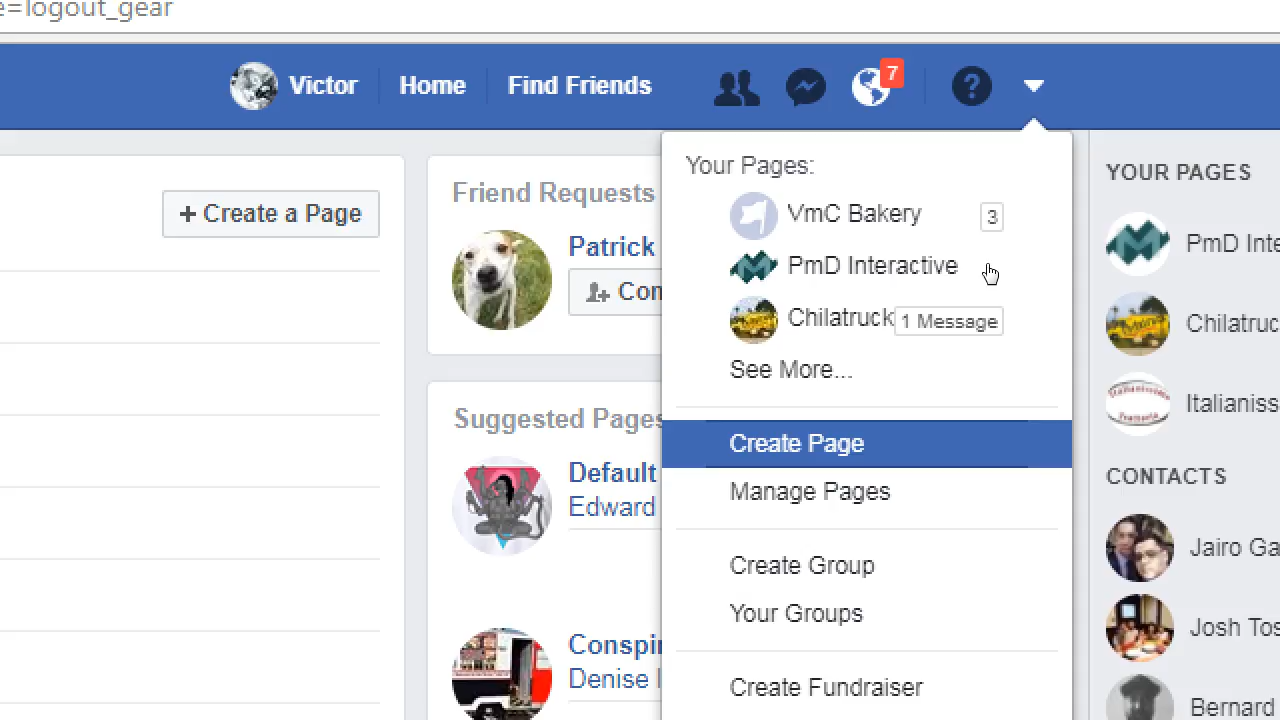 e=logout_gear
Victor
Home
Find Friends
7
?
+ Create a Page
Friend Requests
Patrick
Con
Suggested Pages
Default
Edward
Conspi
Denise
Your Pages:
VmC Bakery
3
PmD Interactive
Chilatruck
1 Message
See More...
Create Page
Manage Pages
Create Group
Your Groups
Create Fundraiser
YOUR PAGES
PmD Inte
Chilatruc
Italianiss
CONTACTS
Jairo Ga
Josh Tos
Bernard